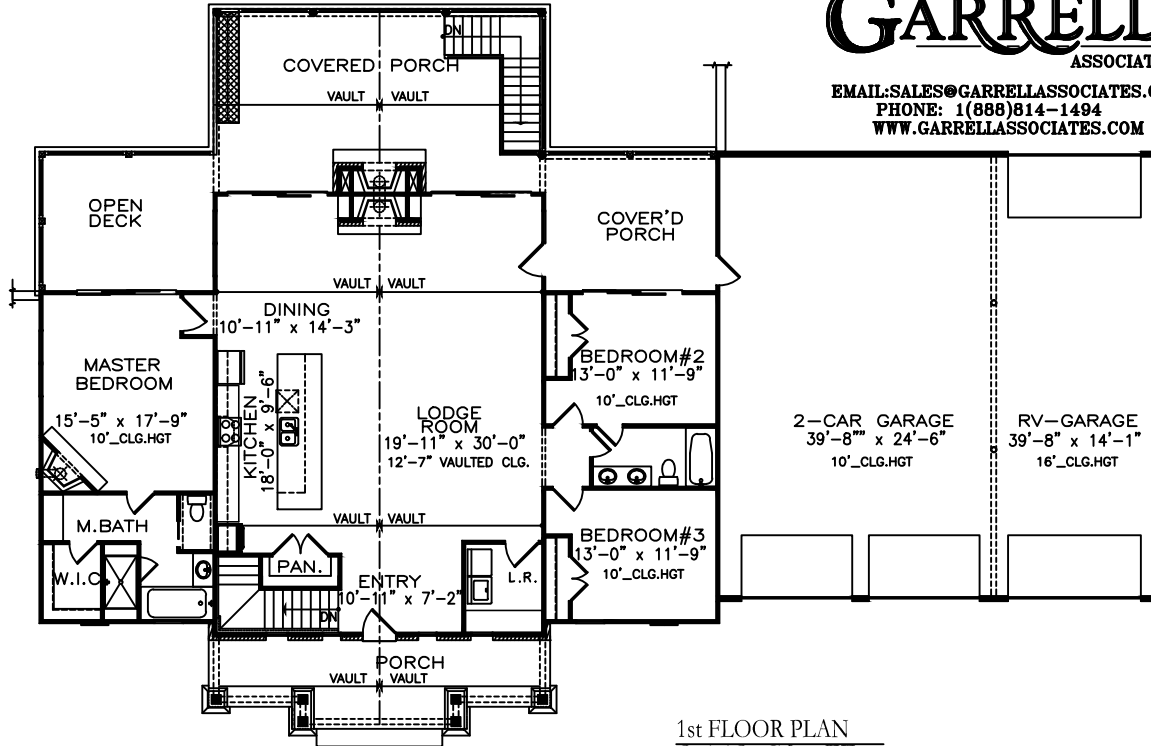 GARRELL
ASSOCIAT
EMAIL:SALES@GARRELLASSOCIATES.C
PHONE: 1(888)814-1494
WWW.GARRELLASSOCIATES.COM
DN
COVERED PORCH
VAULT VAULT
OPEN
DECK
COVER'D
PORCH
VAULT VAULT
DINING
10'-11" x 14'-3"
MASTER
BEDROOM
15'-5" x 17'-9"
10'_CLG.HGT
KITCHEN
18'-0" x 9'-6"
LODGE
ROOM
19'-11" x 30'-0"
12'-7" VAULTED CLG.
BEDROOM#2
13'-0" x 11'-9"
10'_CLG.HGT
2-CAR GARAGE
39'-8"" x 24'-6"
10'_CLG.HGT
RV-GARAGE
39'-8" x 14'-1"
16'_CLG.HGT
M.BATH
VAULT VAULT
BEDROOM#3
13'-0" x 11'-9"
10'_CLG.HGT
W.I.C
PAN.
ENTRY
10'-11" x 7'-2"
L.R.
DN
PORCH
VAULT VAULT
1st FLOOR PLAN